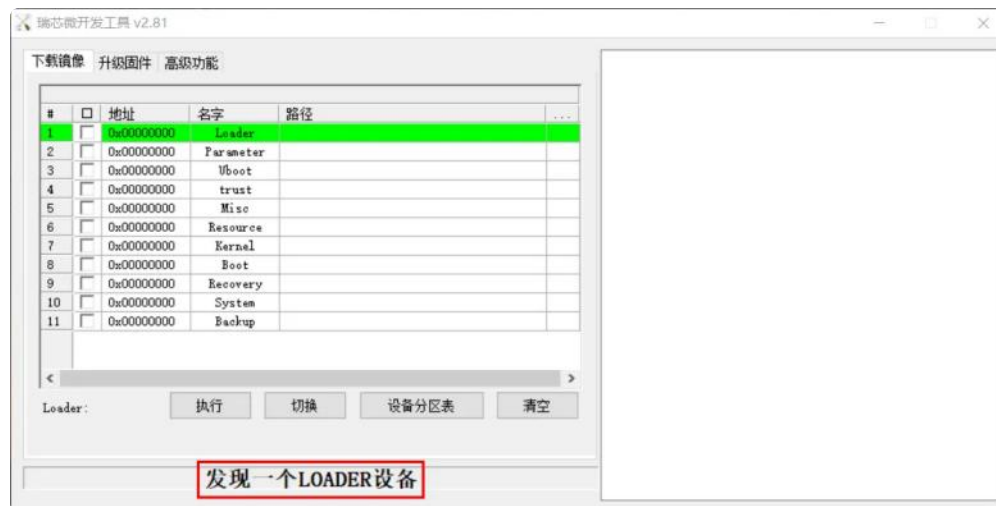 瑞芯微开发工具 v2.81
下载镜像 升级固件 高级功能
# 地址 名字 路径 ...
1 0x00000000 Loader
2 0x00000000 Parameter
3 0x00000000 Uboot
4 0x00000000 trust
5 0x00000000 Misc
6 0x00000000 Resource
7 0x00000000 Kernel
8 0x00000000 Boot
9 0x00000000 Recovery
10 0x00000000 System
11 0x00000000 Backup
Loader: 执行 切换 设备分区表 清空
发现一个LOADER设备